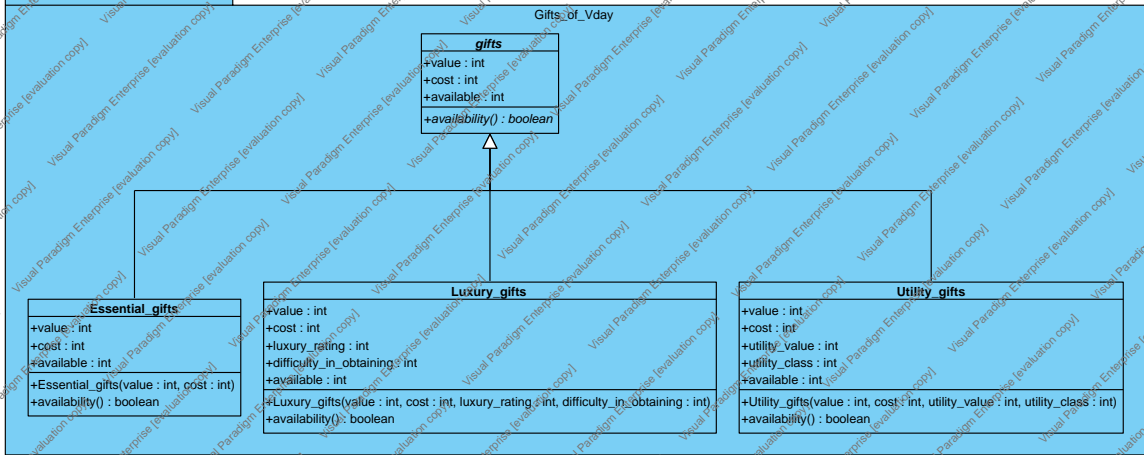 Gifts_of_Vday
gifts
+value : int
+cost : int
+available : int
+availability() : boolean
Essential_gifts
+value : int
+cost : int
+available : int
+Essential_gifts(value : int, cost : int)
+availability() : boolean
Luxury_gifts
+value : int
+cost : int
+luxury_rating : int
+difficulty_in_obtaining : int
+available : int
+Luxury_gifts(value : int, cost : int, luxury_rating : int, difficulty_in_obtaining : int)
+availability() : boolean
Utility_gifts
+value : int
+cost : int
+utility_value : int
+utility_class : int
+available : int
+Utility_gifts(value : int, cost : int, utility_value : int, utility_class : int)
+availability() : boolean
Visual Paradigm Enterprise [evaluation copy]